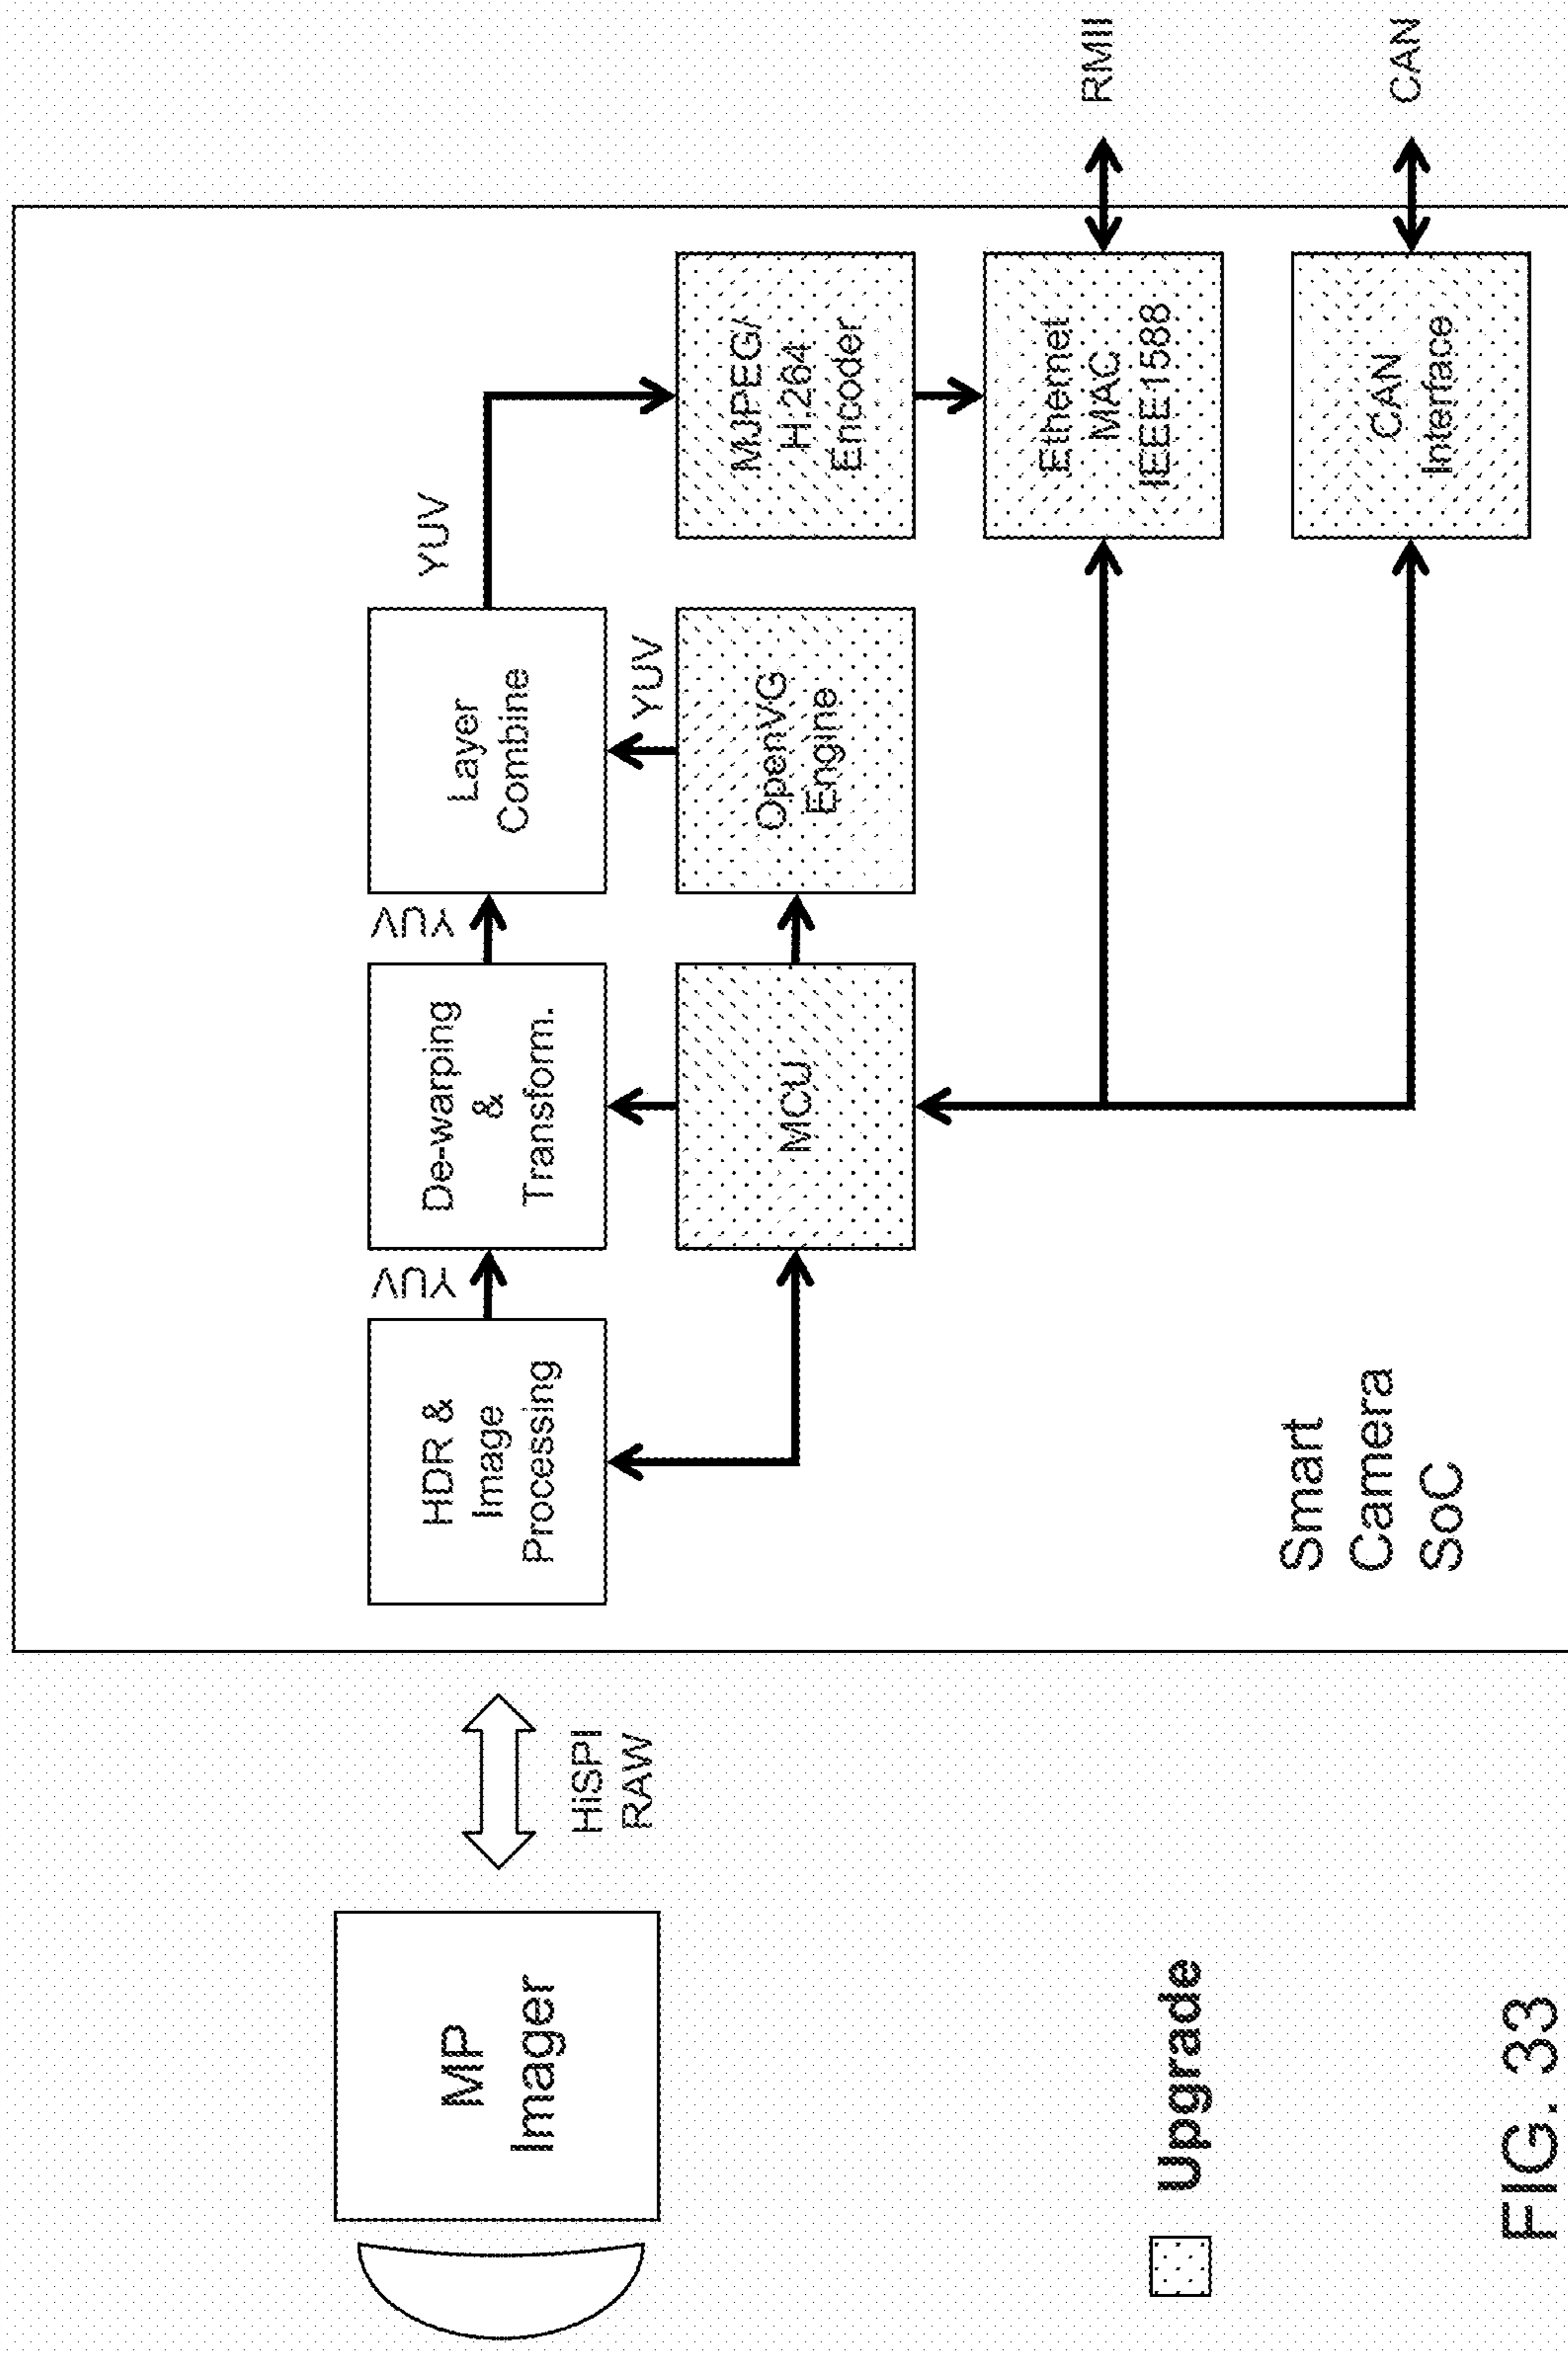 MP
Imager
HiSPI
RAW
HDR &
Image
Processing
YUV
De-warping
&
Transform.
YUV
Layer
Combine
YUV
MCU
OpenVG
Engine
YUV
MJPEG/
H.264
Encoder
Ethernet
MAC
IEEE1588
RMII
CAN
Interface
CAN
Smart
Camera
SoC
Upgrade
FIG. 33